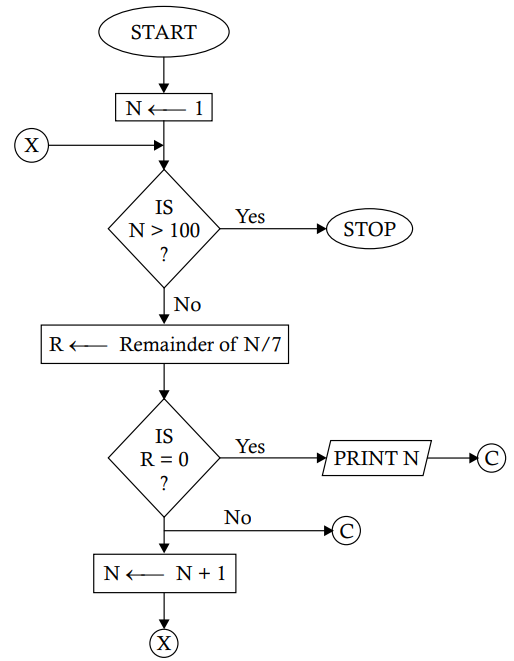 START
N ← 1
X
IS
N > 100
?
Yes
STOP
No
R ← Remainder of N/7
IS
R = 0
?
Yes
PRINT N
C
No
C
N ← N + 1
X